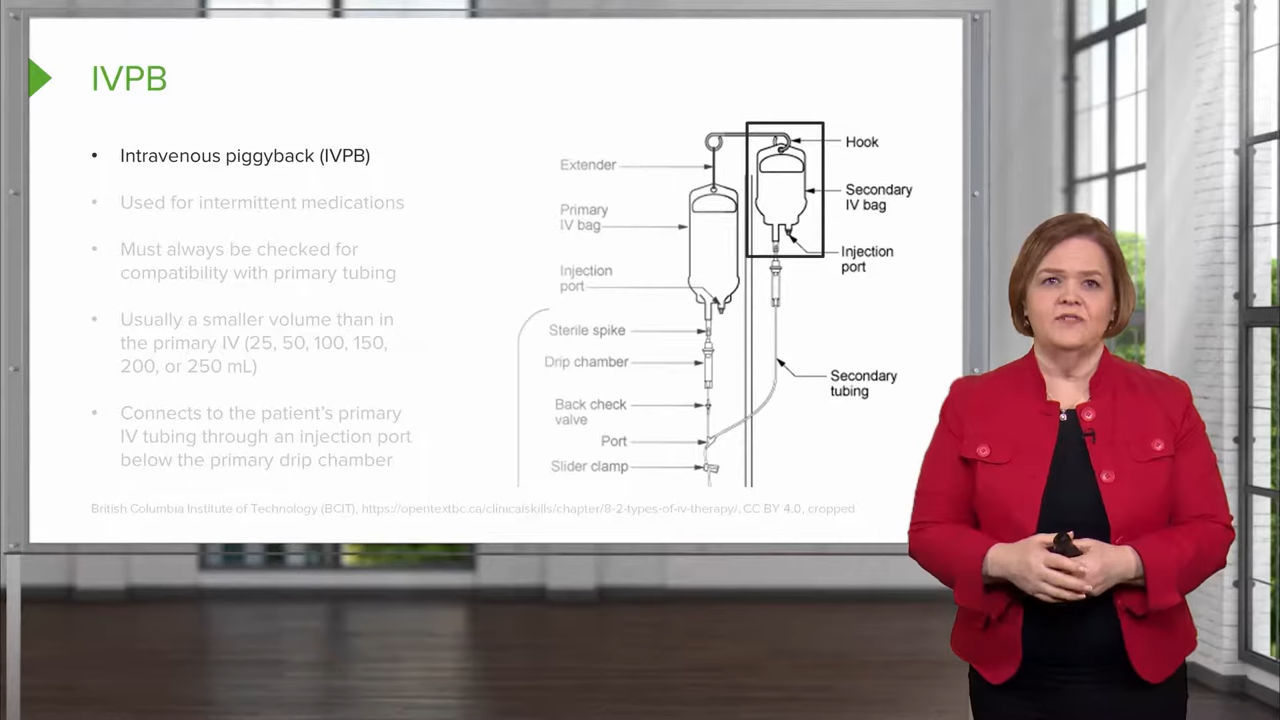 IVPB
• Intravenous piggyback (IVPB)
• Used for intermittent medications
• Must always be checked for
compatibility with primary tubing
• Usually a smaller volume than in
the primary IV (25, 50, 100, 150,
200, or 250 mL)
• Connects to the patient's primary
IV tubing through an injection port
below the primary drip chamber
Extender
Primary
IV bag
Injection
port
Sterile spike
Drip chamber
Back check
valve
Port
Slider clamp
Hook
Secondary
IV bag
Injection
port
Secondary
tubing
British Columbia Institute of Technology (BCIT), https://opentextbc.ca/clinicalskills/chapter/8-2-types-of-iv-therapy/, CC BY 4.0, cropped